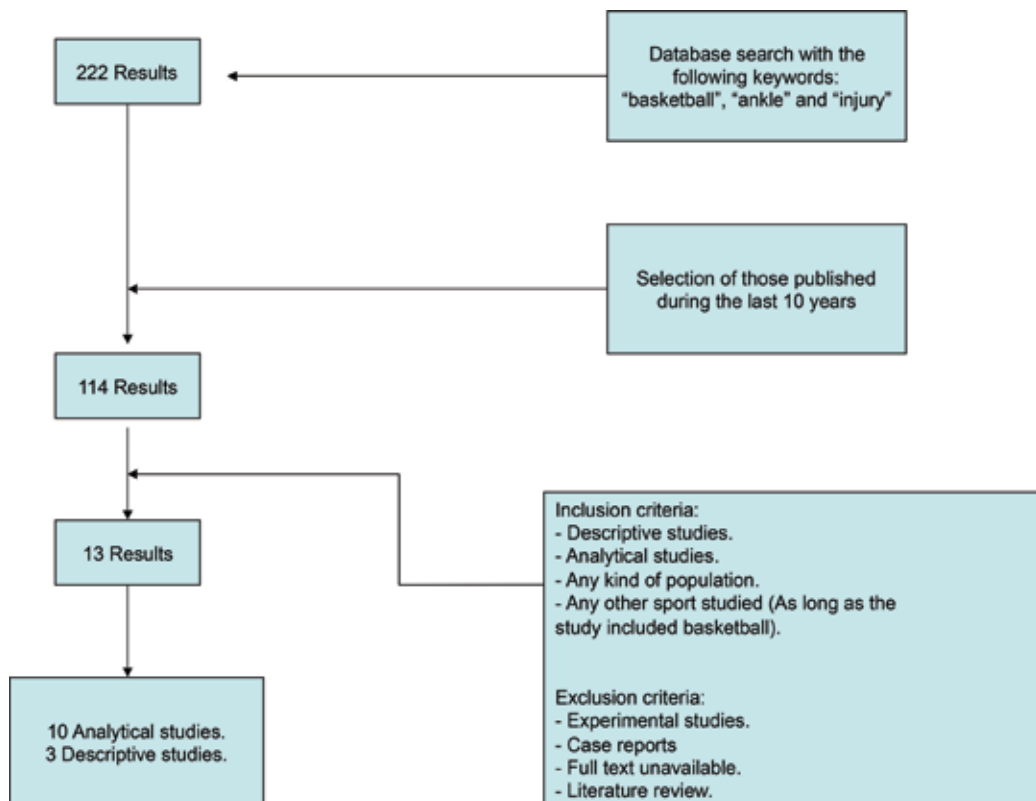 222 Results
Database search with the
following keywords:
“basketball”, “ankle” and “injury”
Selection of those published
during the last 10 years
114 Results
13 Results
Inclusion criteria:
- Descriptive studies.
- Analytical studies.
- Any kind of population.
- Any other sport studied (As long as the
study included basketball).
Exclusion criteria:
- Experimental studies.
- Case reports
- Full text unavailable.
- Literature review.
10 Analytical studies.
3 Descriptive studies.